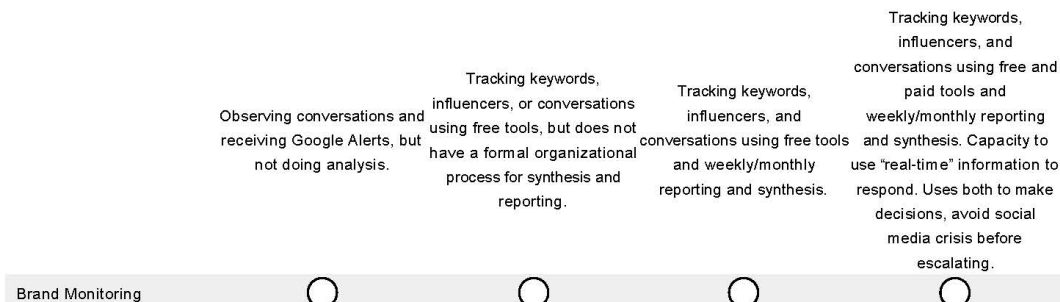 Observing conversations and
receiving Google Alerts, but
not doing analysis.
Tracking keywords,
influencers, or conversations
using free tools, but does not
have a formal organizational
process for synthesis and
reporting.
Tracking keywords,
influencers, and
conversations using free tools
and weekly/monthly
reporting and synthesis.
Tracking keywords,
influencers, and
conversations using free and
paid tools and
weekly/monthly reporting
and synthesis. Capacity to
use “real-time” information to
respond. Uses both to make
decisions, avoid social
media crisis before
escalating.
Brand Monitoring